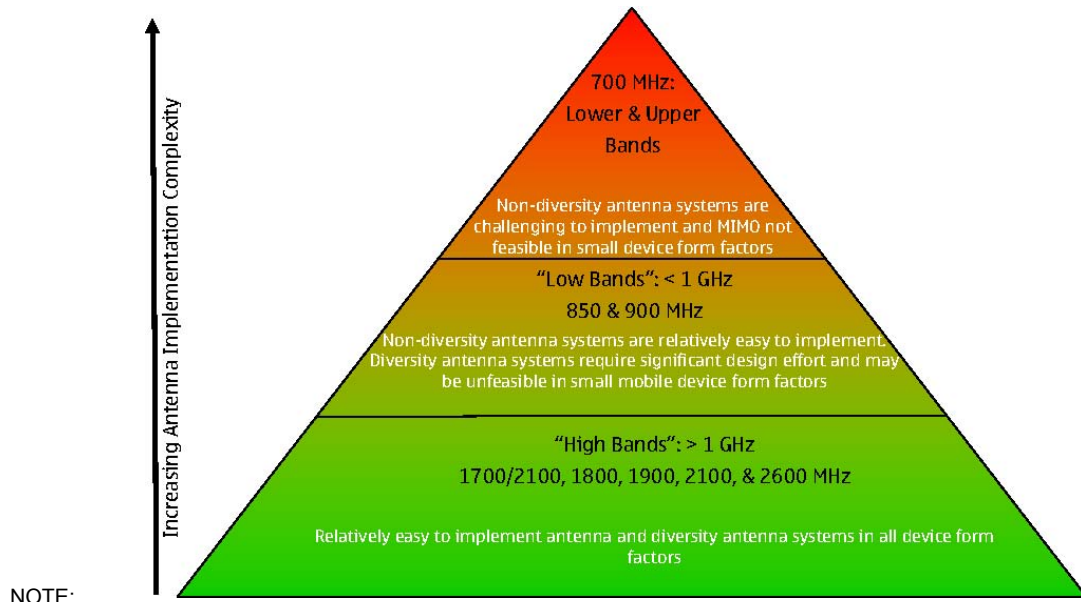 Increasing Antenna Implementation Complexity
700 MHz:
Lower & Upper
Bands
Non-diversity antenna systems are
challenging to implement and MIMO not
feasible in small device form factors
“Low Bands”: < 1 GHz
850 & 900 MHz
Non-diversity antenna systems are relatively easy to implement.
Diversity antenna systems require significant design effort and may
be unfeasible in small mobile device form factors
“High Bands”: > 1 GHz
1700/2100, 1800, 1900, 2100, & 2600 MHz
Relatively easy to implement antenna and diversity antenna systems in all device form
factors
NOTE: